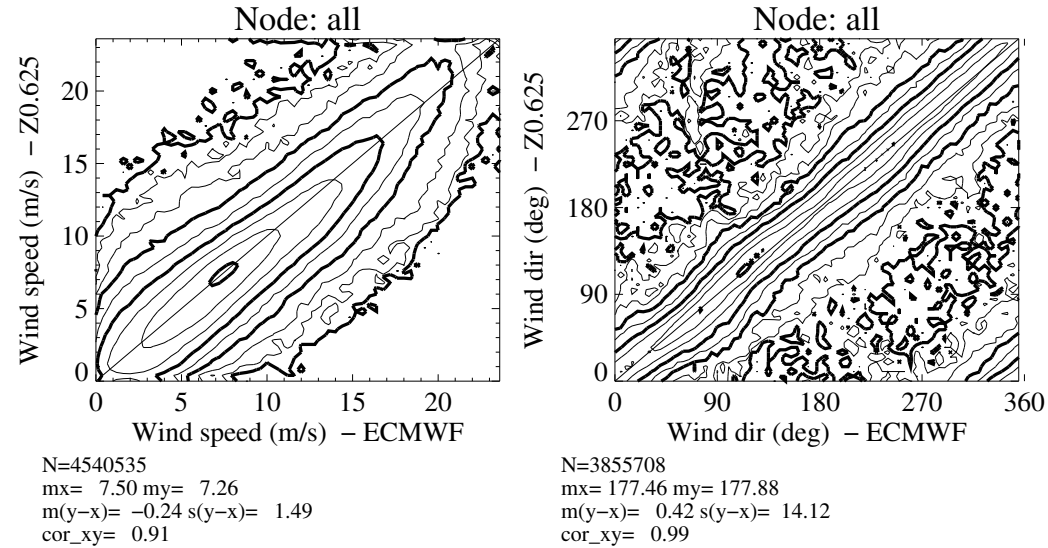 Node: all
Wind speed (m/s) − Z0.625
20
15
10
5
0
0 5 10 15 20
Wind speed (m/s) − ECMWF
N=4540535
mx= 7.50 my= 7.26
m(y−x)= −0.24 s(y−x)= 1.49
cor_xy= 0.91
Node: all
Wind dir (deg) − Z0.625
270
180
90
0
0 90 180 270 360
Wind dir (deg) − ECMWF
N=3855708
mx= 177.46 my= 177.88
m(y−x)= 0.42 s(y−x)= 14.12
cor_xy= 0.99